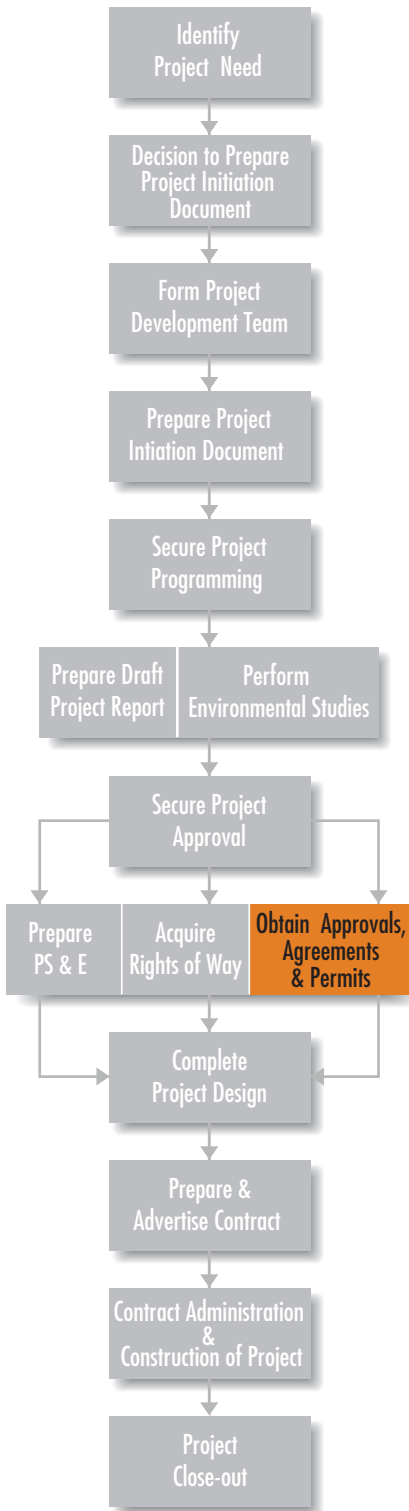 Identify
Project Need
Decision to Prepare
Project Initiation
Document
Form Project
Development Team
Prepare Project
Intiation Document
Secure Project
Programming
Prepare Draft
Project Report
Perform
Environmental Studies
Secure Project
Approval
Prepare
PS & E
Acquire
Rights of Way
Obtain Approvals,
Agreements
& Permits
Complete
Project Design
Prepare &
Advertise Contract
Contract Administration
&
Construction of Project
Project
Close-out